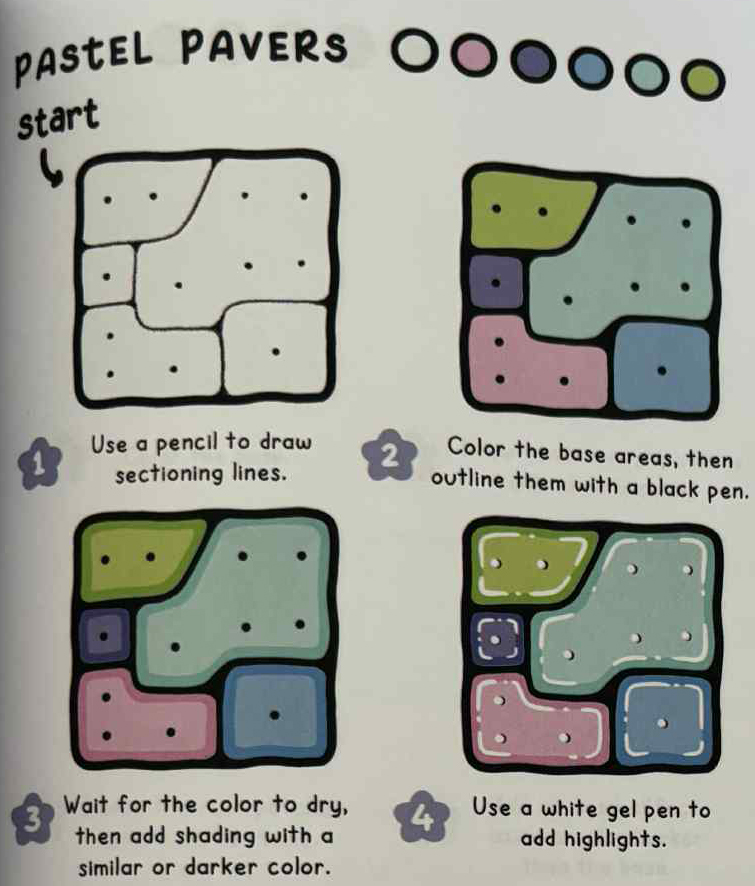 PASTEL PAVERS
start
1
Use a pencil to draw
sectioning lines.
2
Color the base areas, then
outline them with a black pen.
3
Wait for the color to dry,
then add shading with a
similar or darker color.
4
Use a white gel pen to
add highlights.